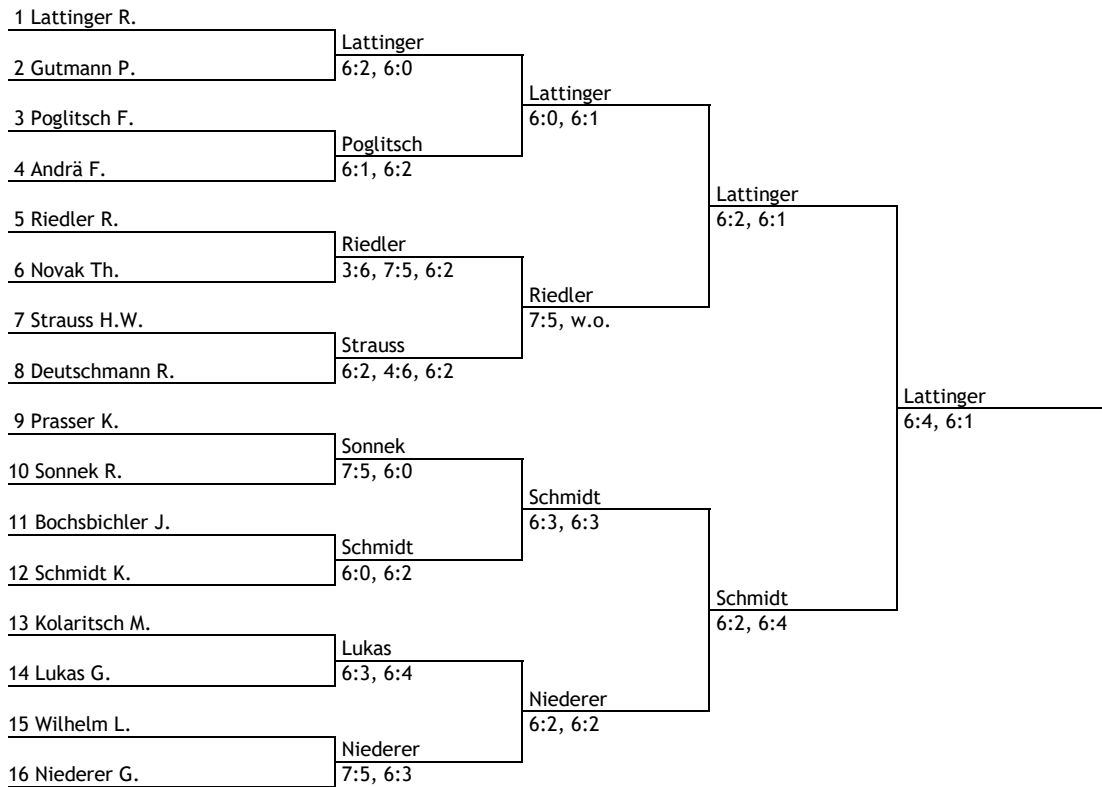 1 Lattinger R.
2 Gutmann P.
3 Poglitsch F.
4 Andrä F.
5 Riedler R.
6 Novak Th.
7 Strauss H.W.
8 Deutschmann R.
9 Prasser K.
10 Sonnek R.
11 Bochsbichler J.
12 Schmidt K.
13 Kolaritsch M.
14 Lukas G.
15 Wilhelm L.
16 Niederer G.
Lattinger
6:2, 6:0
Poglitsch
6:1, 6:2
Riedler
3:6, 7:5, 6:2
Strauss
6:2, 4:6, 6:2
Sonnek
7:5, 6:0
Schmidt
6:0, 6:2
Lukas
6:3, 6:4
Niederer
7:5, 6:3
Lattinger
6:0, 6:1
Riedler
7:5, w.o.
Schmidt
6:3, 6:3
Niederer
6:2, 6:2
Lattinger
6:2, 6:1
Schmidt
6:2, 6:4
Lattinger
6:4, 6:1